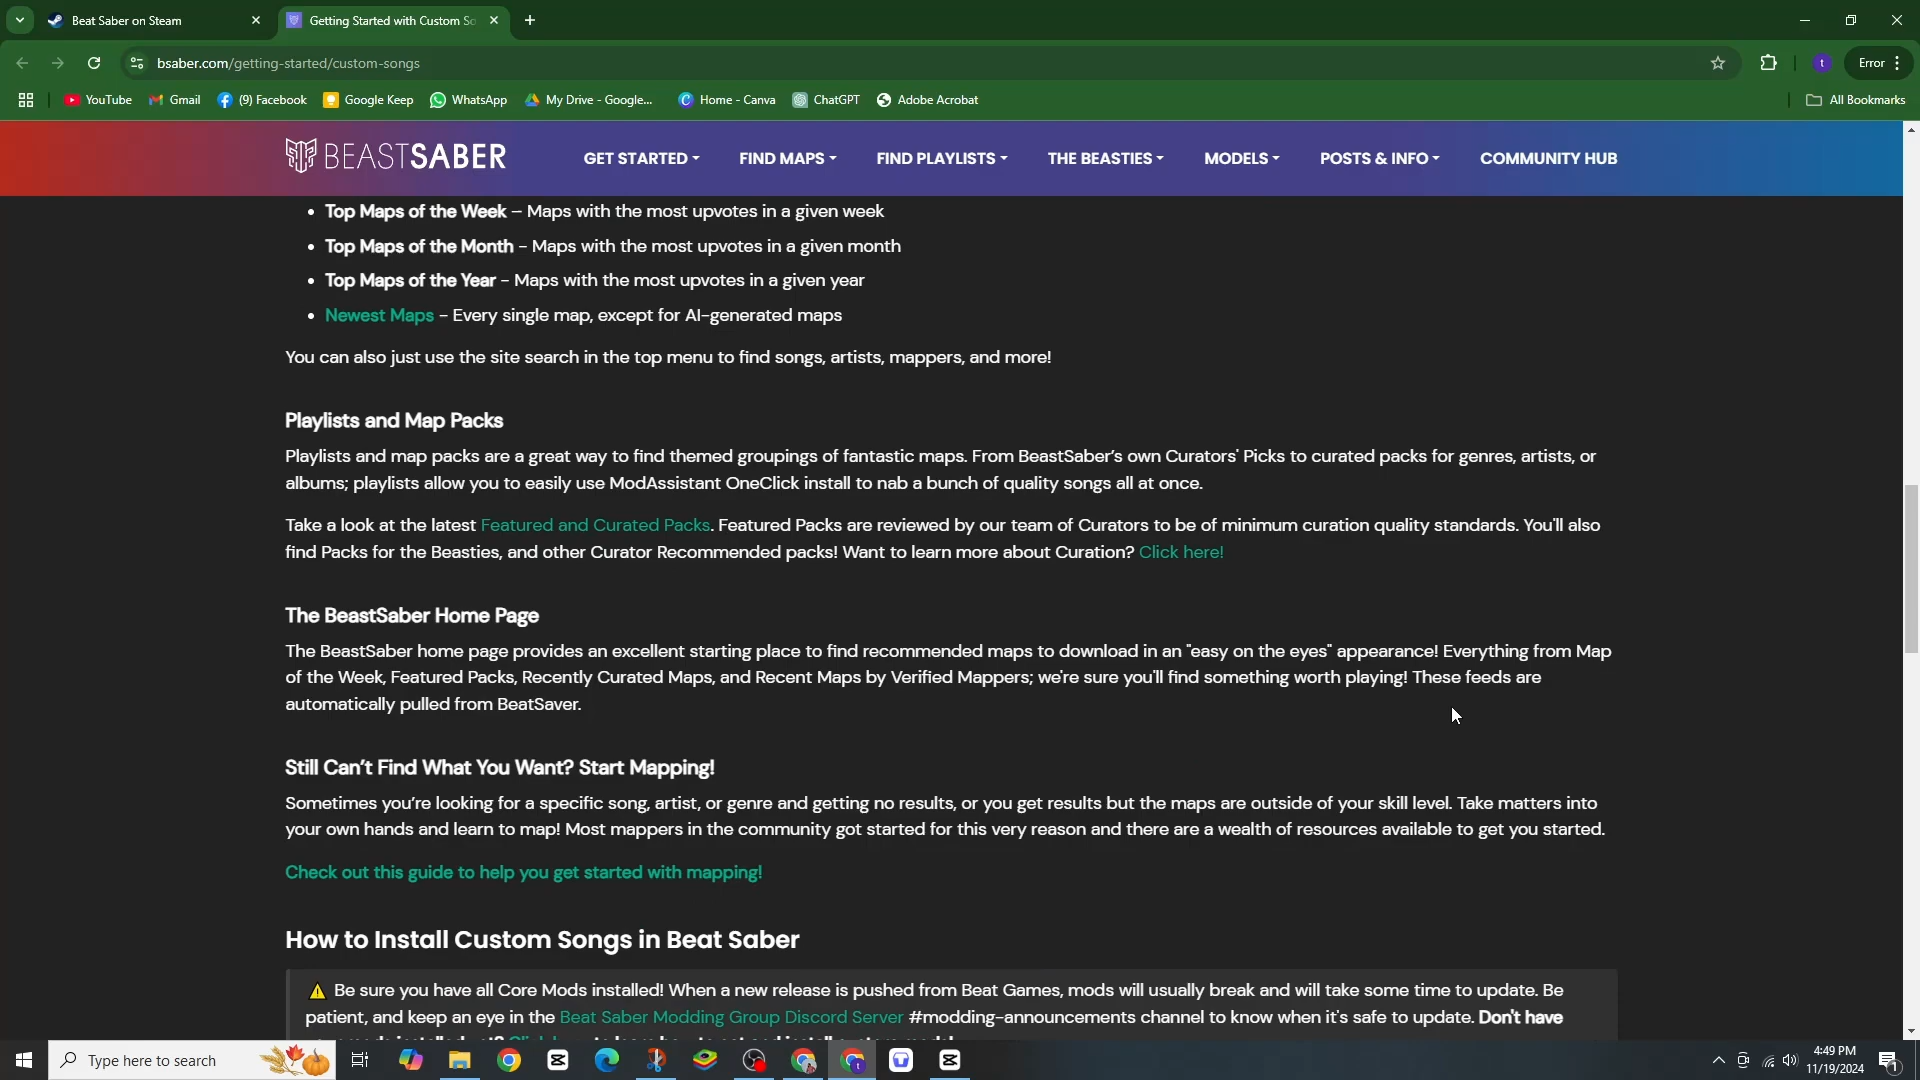 Beat Saber on Steam
Getting Started with Custom So
bsaber.com/getting-started/custom-songs
t
Error
YouTube
Gmail
(9) Facebook
Google Keep
WhatsApp
My Drive - Google...
Home - Canva
ChatGPT
Adobe Acrobat
All Bookmarks
BEASTSABER
GET STARTED
FIND MAPS
FIND PLAYLISTS
THE BEASTIES
MODELS
POSTS & INFO
COMMUNITY HUB
• Top Maps of the Week – Maps with the most upvotes in a given week
• Top Maps of the Month - Maps with the most upvotes in a given month
• Top Maps of the Year - Maps with the most upvotes in a given year
• Newest Maps - Every single map, except for AI-generated maps
You can also just use the site search in the top menu to find songs, artists, mappers, and more!
Playlists and Map Packs
Playlists and map packs are a great way to find themed groupings of fantastic maps. From BeastSaber's own Curators' Picks to curated packs for genres, artists, or
albums; playlists allow you to easily use ModAssistant OneClick install to nab a bunch of quality songs all at once.
Take a look at the latest Featured and Curated Packs. Featured Packs are reviewed by our team of Curators to be of minimum curation quality standards. You'll also
find Packs for the Beasties, and other Curator Recommended packs! Want to learn more about Curation? Click here!
The BeastSaber Home Page
The BeastSaber home page provides an excellent starting place to find recommended maps to download in an "easy on the eyes" appearance! Everything from Map
of the Week, Featured Packs, Recently Curated Maps, and Recent Maps by Verified Mappers; we're sure you'll find something worth playing! These feeds are
automatically pulled from BeatSaver.
Still Can't Find What You Want? Start Mapping!
Sometimes you're looking for a specific song, artist, or genre and getting no results, or you get results but the maps are outside of your skill level. Take matters into
your own hands and learn to map! Most mappers in the community got started for this very reason and there are a wealth of resources available to get you started.
Check out this guide to help you get started with mapping!
How to Install Custom Songs in Beat Saber
⚠ Be sure you have all Core Mods installed! When a new release is pushed from Beat Games, mods will usually break and will take some time to update. Be
patient, and keep an eye in the Beat Saber Modding Group Discord Server #modding-announcements channel to know when it's safe to update. Don't have
Type here to search
4:49 PM
11/19/2024
1